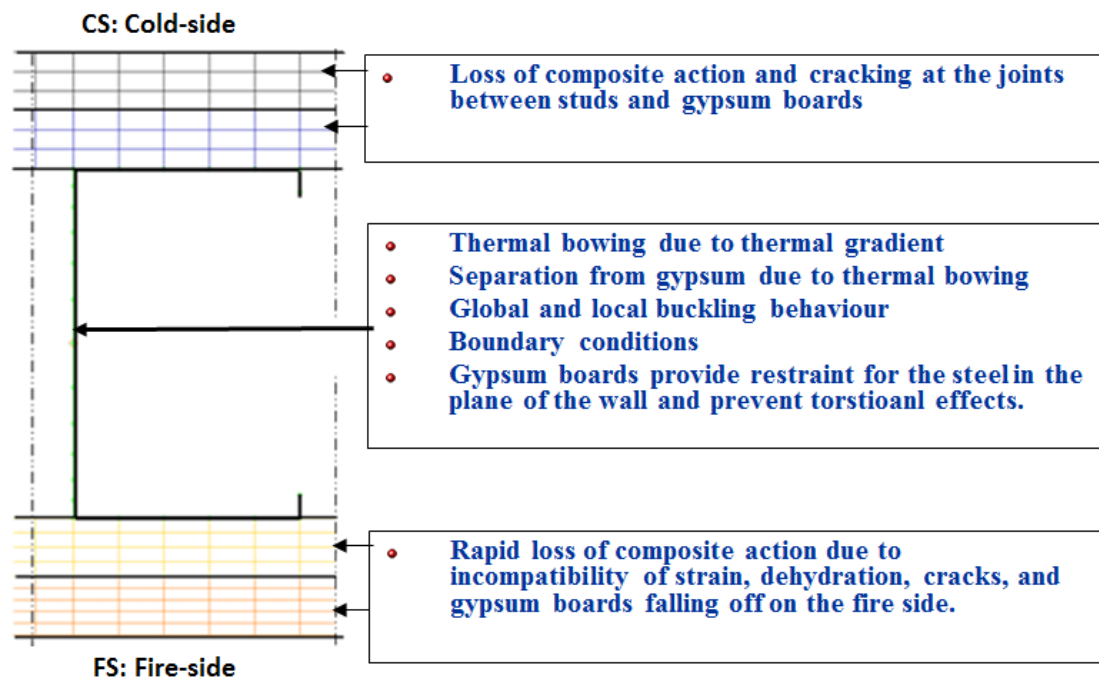 CS: Cold-side
Loss of composite action and cracking at the joints
between studs and gypsum boards
Thermal bowing due to thermal gradient
Separation from gypsum due to thermal bowing
Global and local buckling behaviour
Boundary conditions
Gypsum boards provide restraint for the steel in the
plane of the wall and prevent torstioanl effects.
Rapid loss of composite action due to
incompatibility of strain, dehydration, cracks, and
gypsum boards falling off on the fire side.
FS: Fire-side